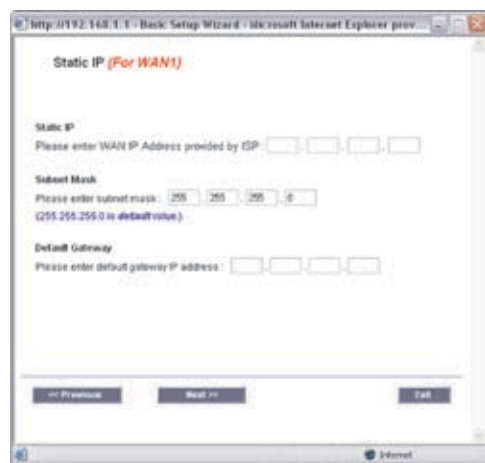 http://192.168.1.1 - Basic Setup Wizard - Microsoft Internet Explorer prov...
Static IP (For WAN1)
Static IP
Please enter WAN IP Address provided by ISP:
Subnet Mask
Please enter subnet mask: 255 . 255 . 255 . 0
(255.255.255.0 is default value.)
Default Gateway
Please enter default gateway IP address :
<< Previous Next >> Exit
Internet